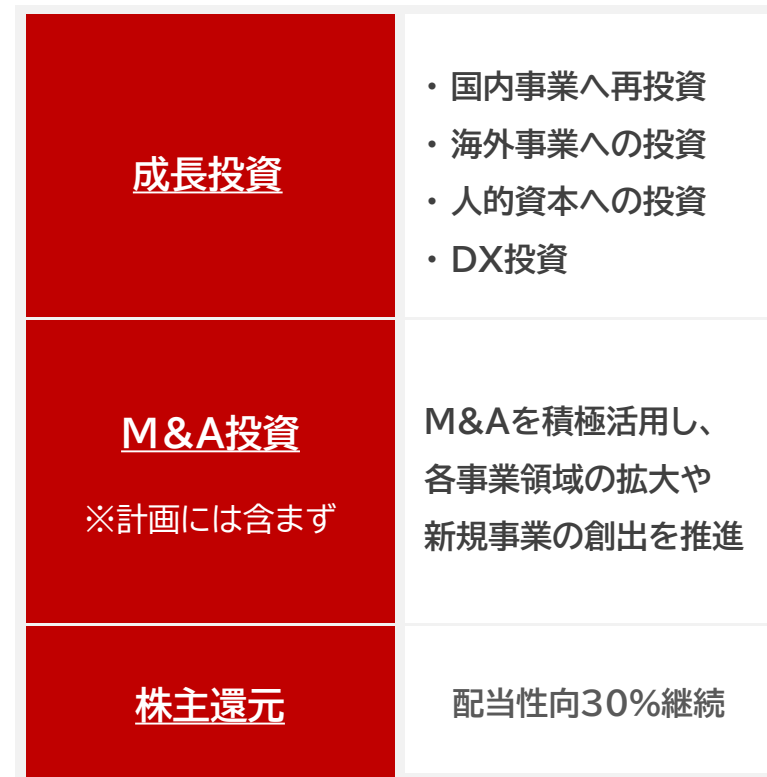 成長投資
・国内事業へ再投資
・海外事業への投資
・人的資本への投資
・DX投資
M&A投資
※計画には含まず
M&Aを積極活用し、
各事業領域の拡大や
新規事業の創出を推進
株主還元
配当性向30%継続